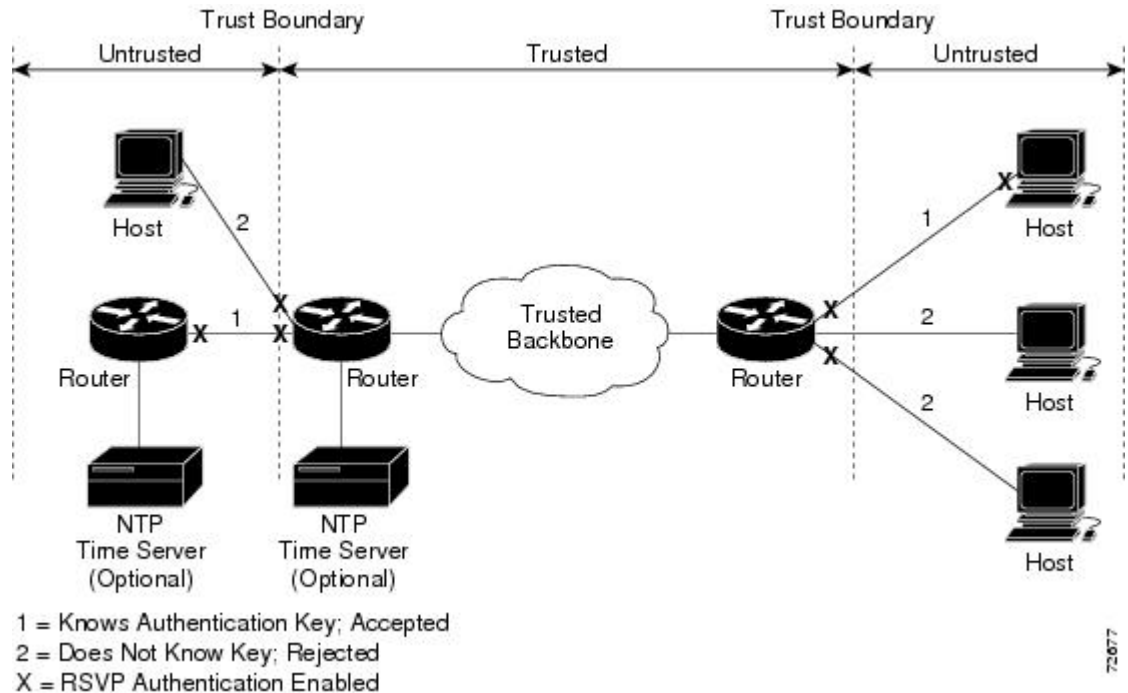 Trust Boundary
Trust Boundary
Untrusted
Trusted
Untrusted
Host
2
1
Host
X
X
X
1
X
X
Router
Router
Trusted
Backbone
Router
X
X
2
Host
2
Host
NTP
Time Server
(Optional)
NTP
Time Server
(Optional)
1 = Knows Authentication Key; Accepted
2 = Does Not Know Key; Rejected
X = RSVP Authentication Enabled
72677